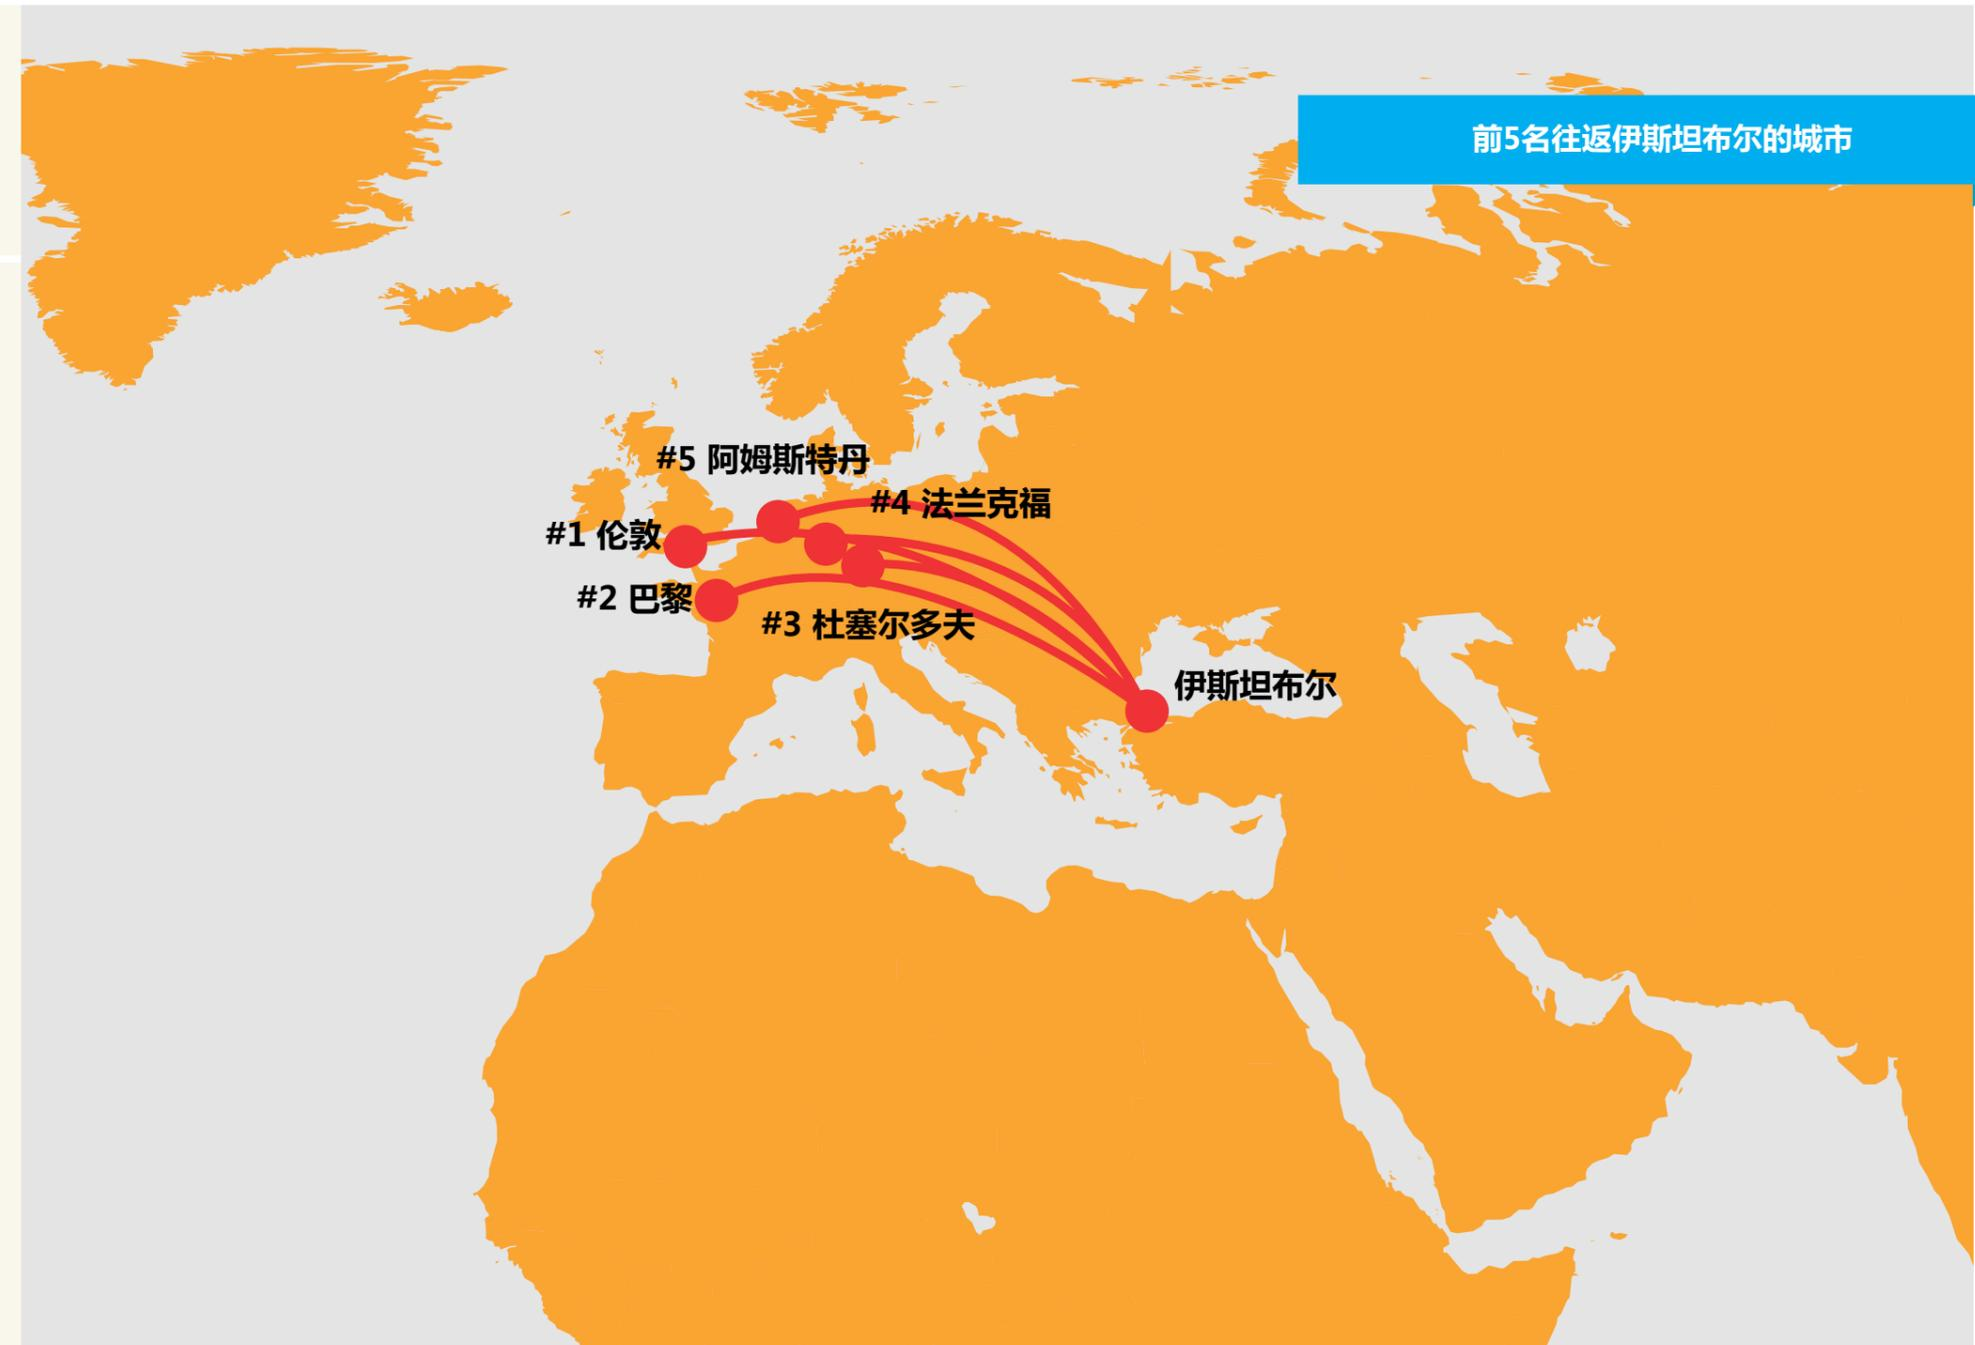 前5名往返伊斯坦布尔的城市
#5 阿姆斯特丹
#4 法兰克福
#1 伦敦
#2 巴黎
#3 杜塞尔多夫
伊斯坦布尔